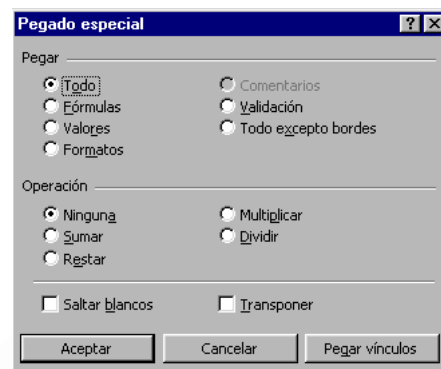 Pegado especial
Pegar
Todo
Comentarios
Fórmulas
Validación
Valores
Todo excepto bordes
Formatos
Operación
Ninguna
Multiplicar
Sumar
Dividir
Restar
Saltar blancos
Transponer
Aceptar
Cancelar
Pegar vínculos